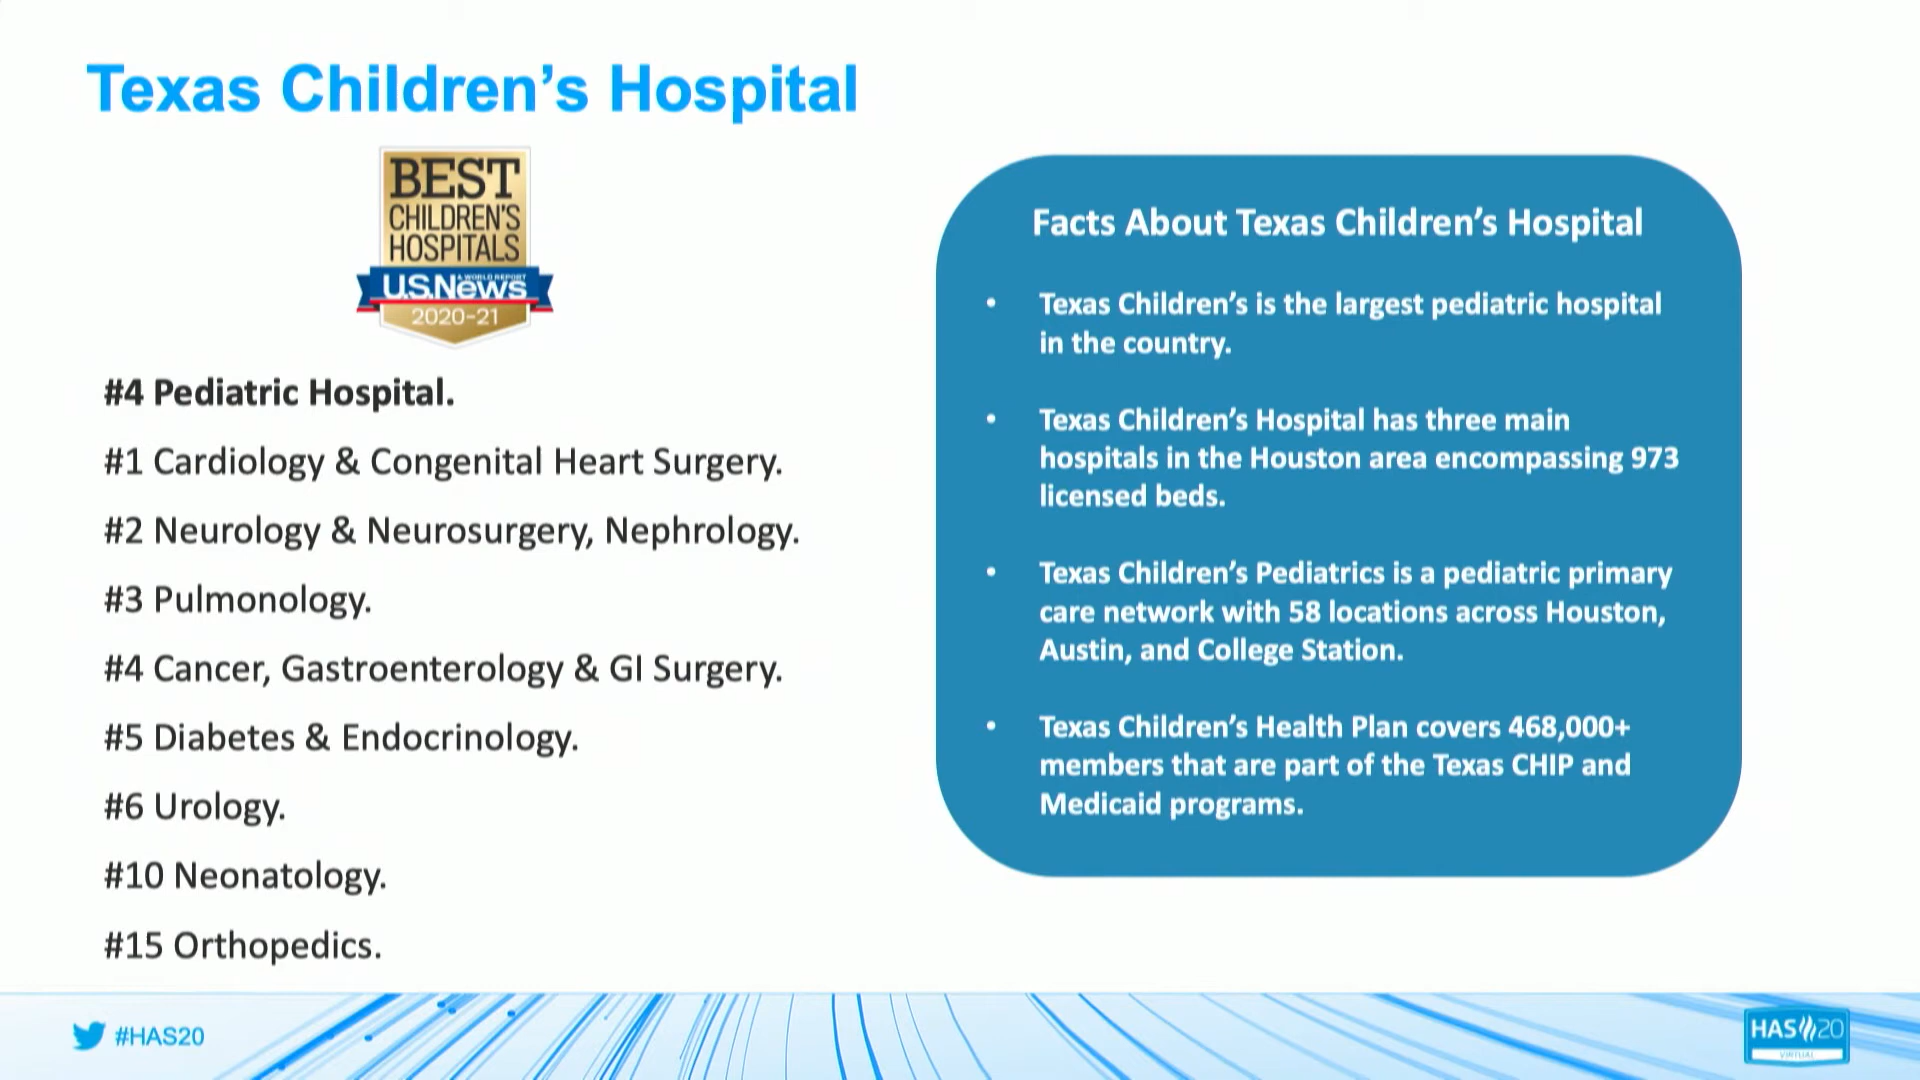 Texas Children's Hospital
BEST
CHILDREN'S
HOSPITALS
U.S.News
& WORLD REPORT
2020-21
#4 Pediatric Hospital.
#1 Cardiology & Congenital Heart Surgery.
#2 Neurology & Neurosurgery, Nephrology.
#3 Pulmonology.
#4 Cancer, Gastroenterology & GI Surgery.
#5 Diabetes & Endocrinology.
#6 Urology.
#10 Neonatology.
#15 Orthopedics.
Facts About Texas Children's Hospital
• Texas Children's is the largest pediatric hospital
in the country.
• Texas Children's Hospital has three main
hospitals in the Houston area encompassing 973
licensed beds.
• Texas Children's Pediatrics is a pediatric primary
care network with 58 locations across Houston,
Austin, and College Station.
• Texas Children's Health Plan covers 468,000+
members that are part of the Texas CHIP and
Medicaid programs.
#HAS20
HAS 20
VIRTUAL